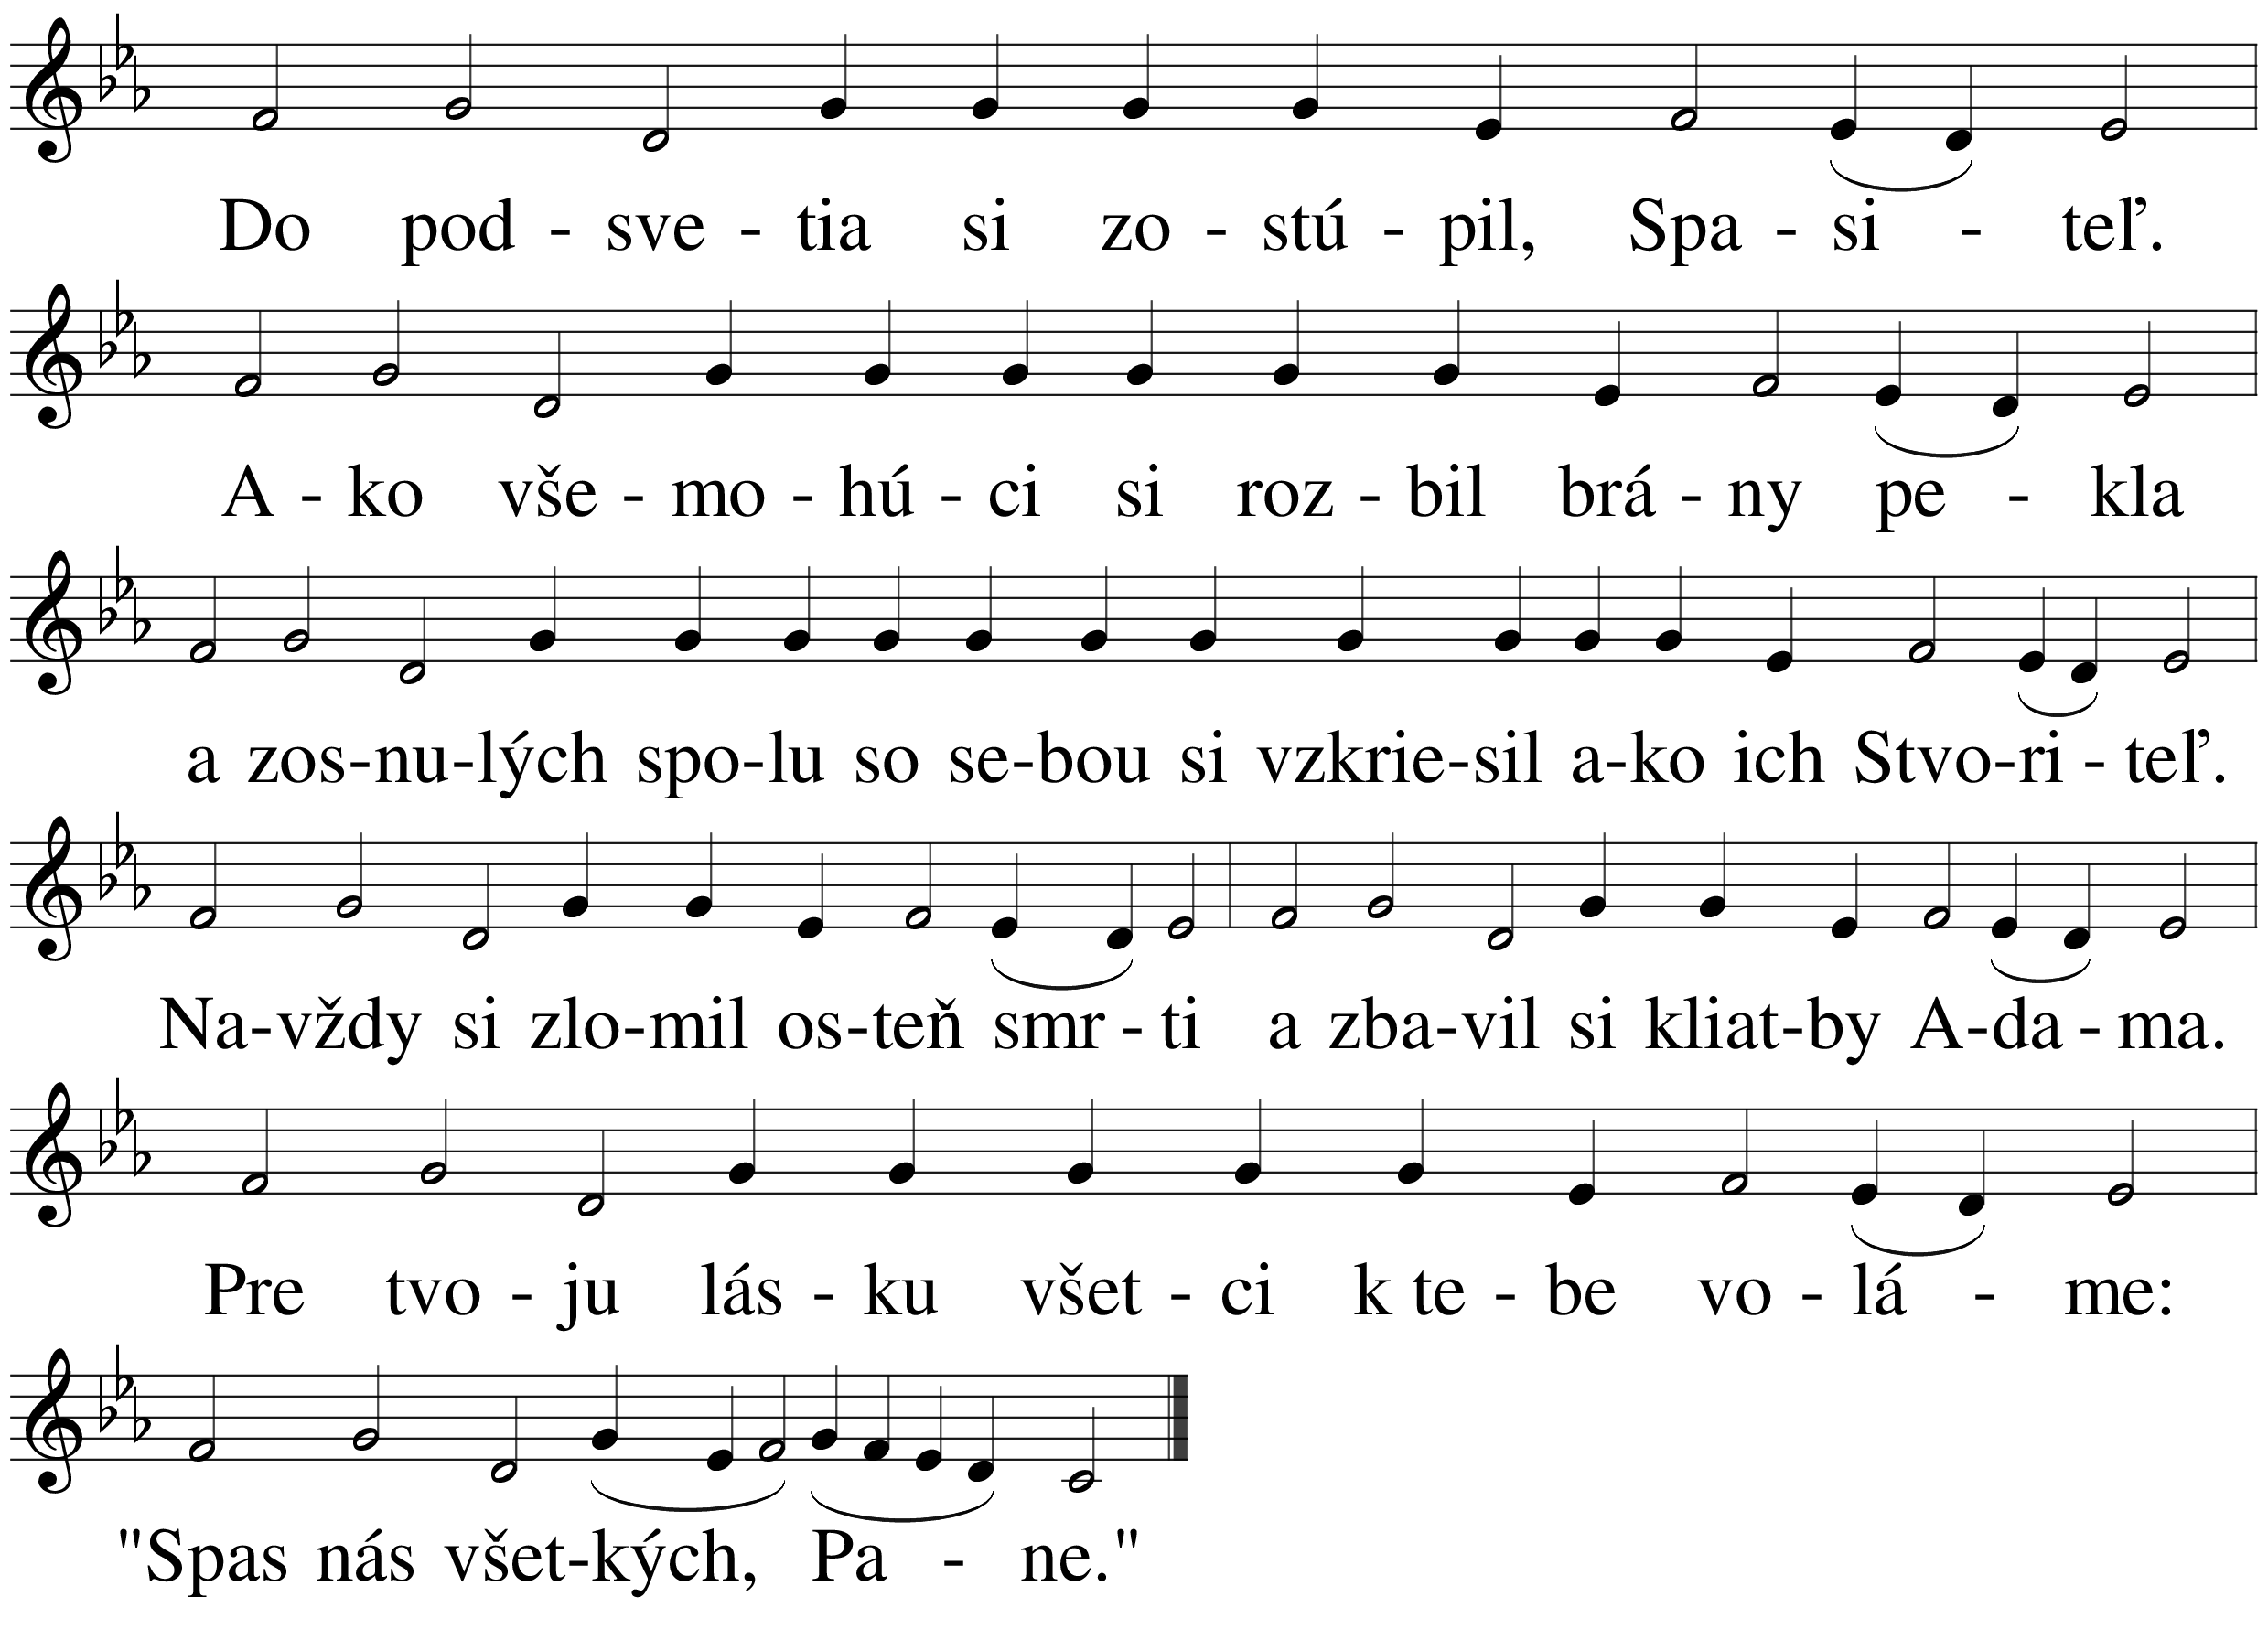 Do pod - sve - tia si zo - stú - pil, Spa - si - teľ.
A - ko vše - mo - hú - ci si roz - bil brá - ny pe - kla
a zos-nu-lých spo-lu so se-bou si vzkrie-sil a-ko ich Stvo-ri - teľ.
Na-vždy si zlo-mil os-teň smr - ti a zba-vil si kliat-by A-da - ma.
Pre tvo - ju lás - ku všet - ci k te - be vo - lá - me:
"Spas nás všet-kých, Pa - ne."